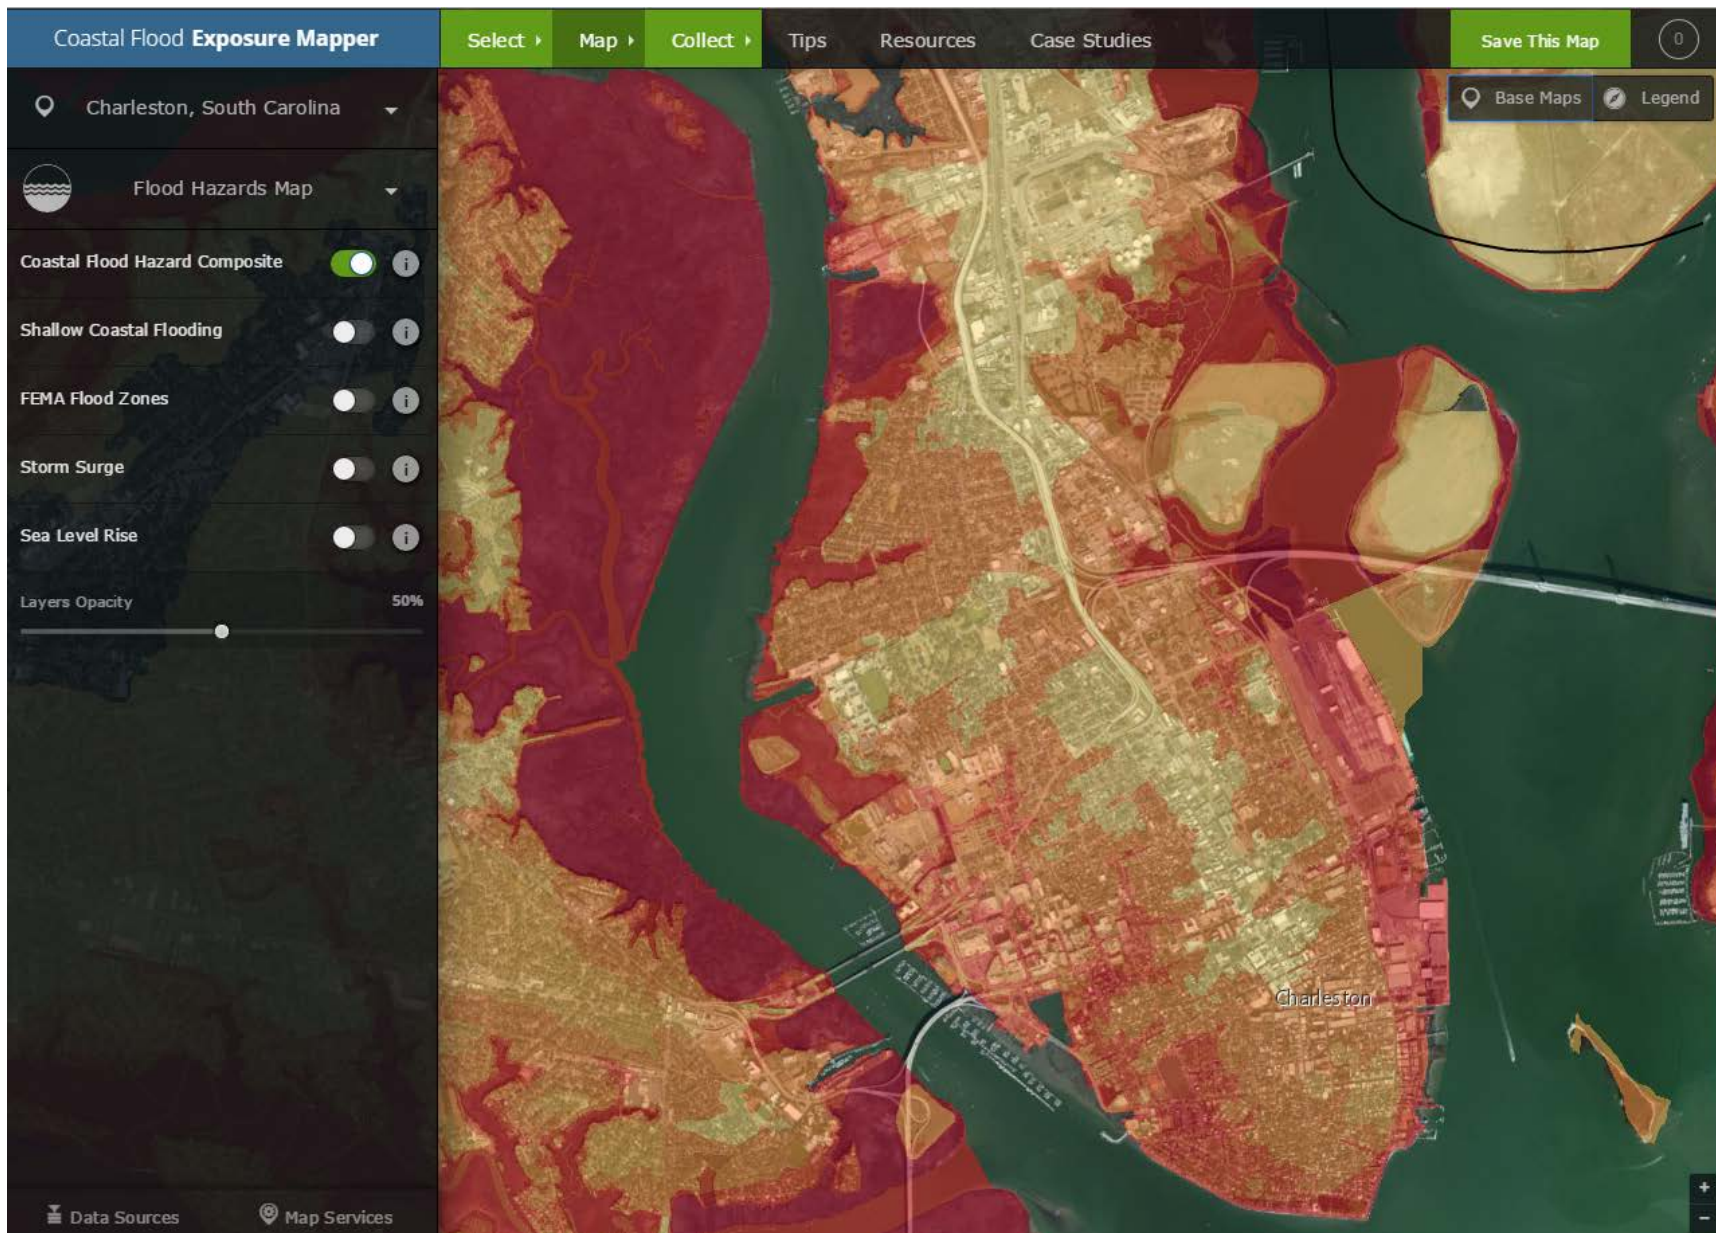 Coastal Flood Exposure Mapper
Select
Map
Collect
Tips
Resources
Case Studies
Save This Map
0
Charleston, South Carolina
Base Maps
Legend
Flood Hazards Map
Coastal Flood Hazard Composite
i
Shallow Coastal Flooding
i
FEMA Flood Zones
i
Storm Surge
i
Sea Level Rise
i
Layers Opacity
50%
Charleston
Data Sources
Map Services
+
−